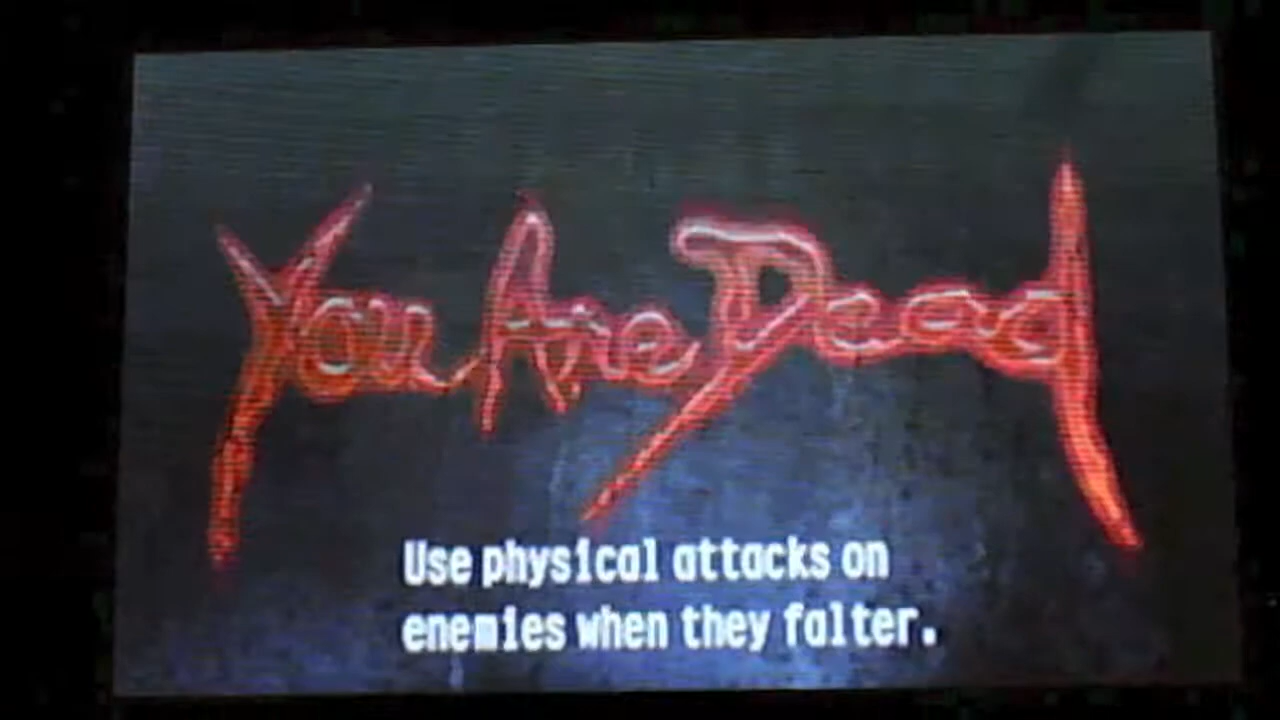 You Are Dead
Use physical attacks on
enemies when they falter.